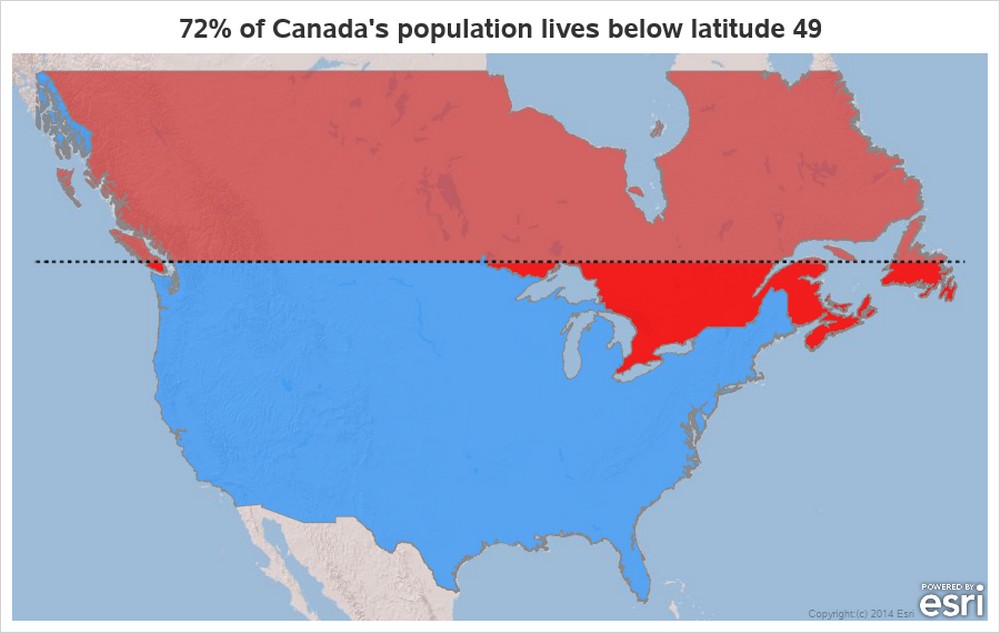 72% of Canada's population lives below latitude 49
POWERED BY
esri
Copyright:(c) 2014 Esri